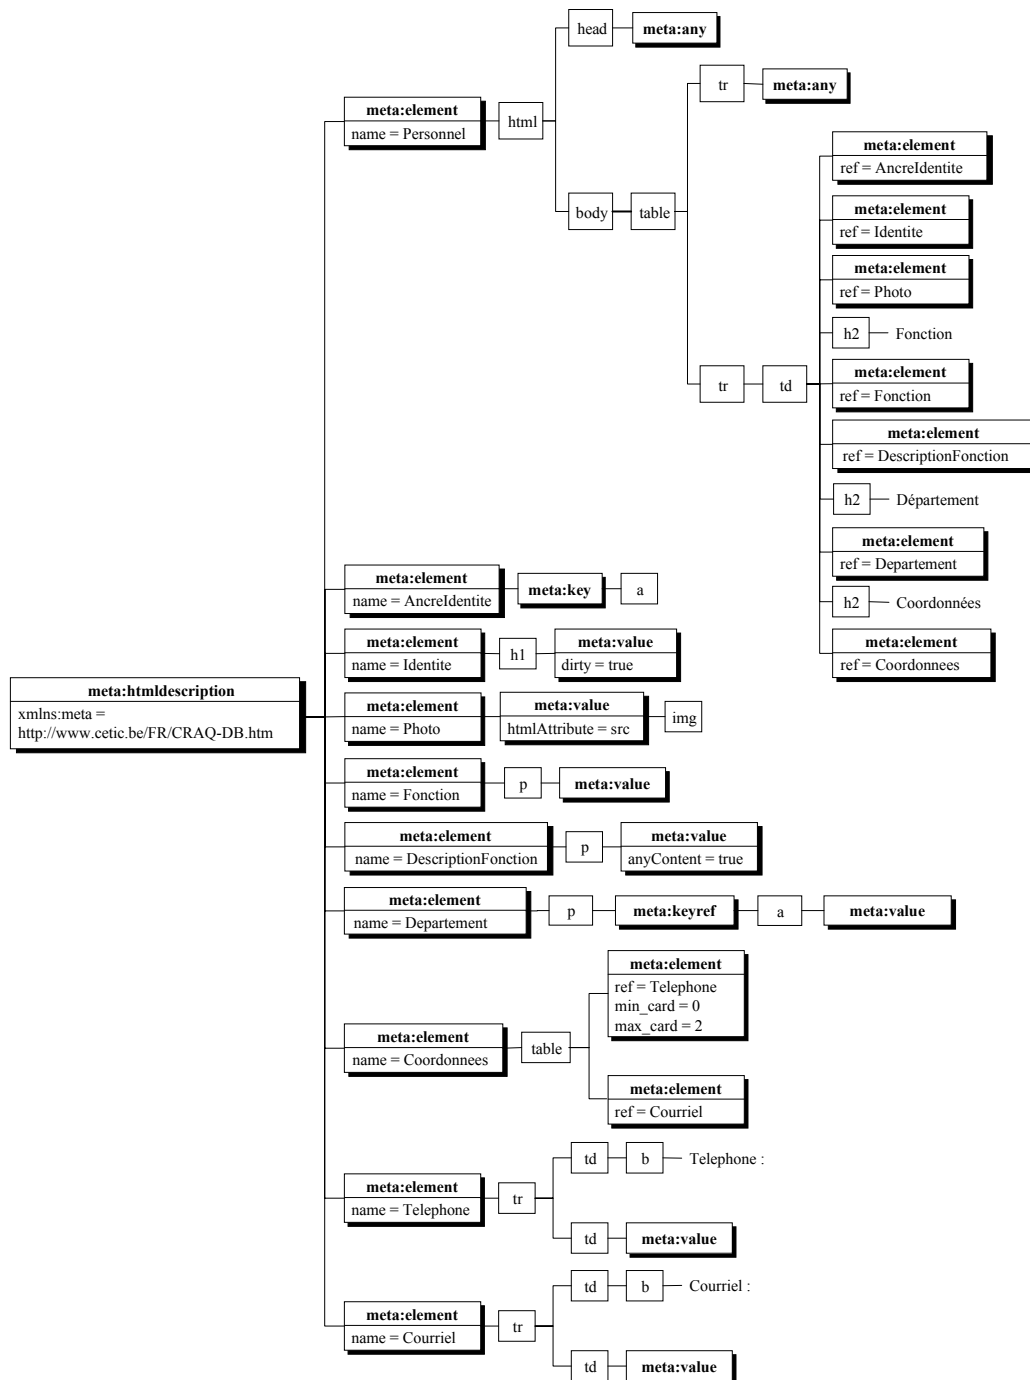 head
meta:any
tr
meta:any
meta:element
name = Personnel
html
meta:element
ref = AncreIdentite
body
table
meta:element
ref = Identite
meta:element
ref = Photo
h2
Fonction
tr
td
meta:element
ref = Fonction
meta:element
ref = DescriptionFonction
h2
Département
meta:element
ref = Departement
h2
Coordonnées
meta:element
ref = Coordonnees
meta:element
name = AncreIdentite
meta:key
a
meta:element
name = Identite
h1
meta:value
dirty = true
meta:htmldescription
xmlns:meta =
http://www.cetic.be/FR/CRAQ-DB.htm
meta:element
name = Photo
meta:value
htmlAttribute = src
img
meta:element
name = Fonction
p
meta:value
meta:element
name = DescriptionFonction
p
meta:value
anyContent = true
meta:element
name = Departement
p
meta:keyref
a
meta:value
meta:element
name = Coordonnees
table
meta:element
ref = Telephone
min_card = 0
max_card = 2
meta:element
ref = Courriel
meta:element
name = Telephone
tr
td
b
Telephone :
td
meta:value
meta:element
name = Courriel
tr
td
b
Courriel :
td
meta:value